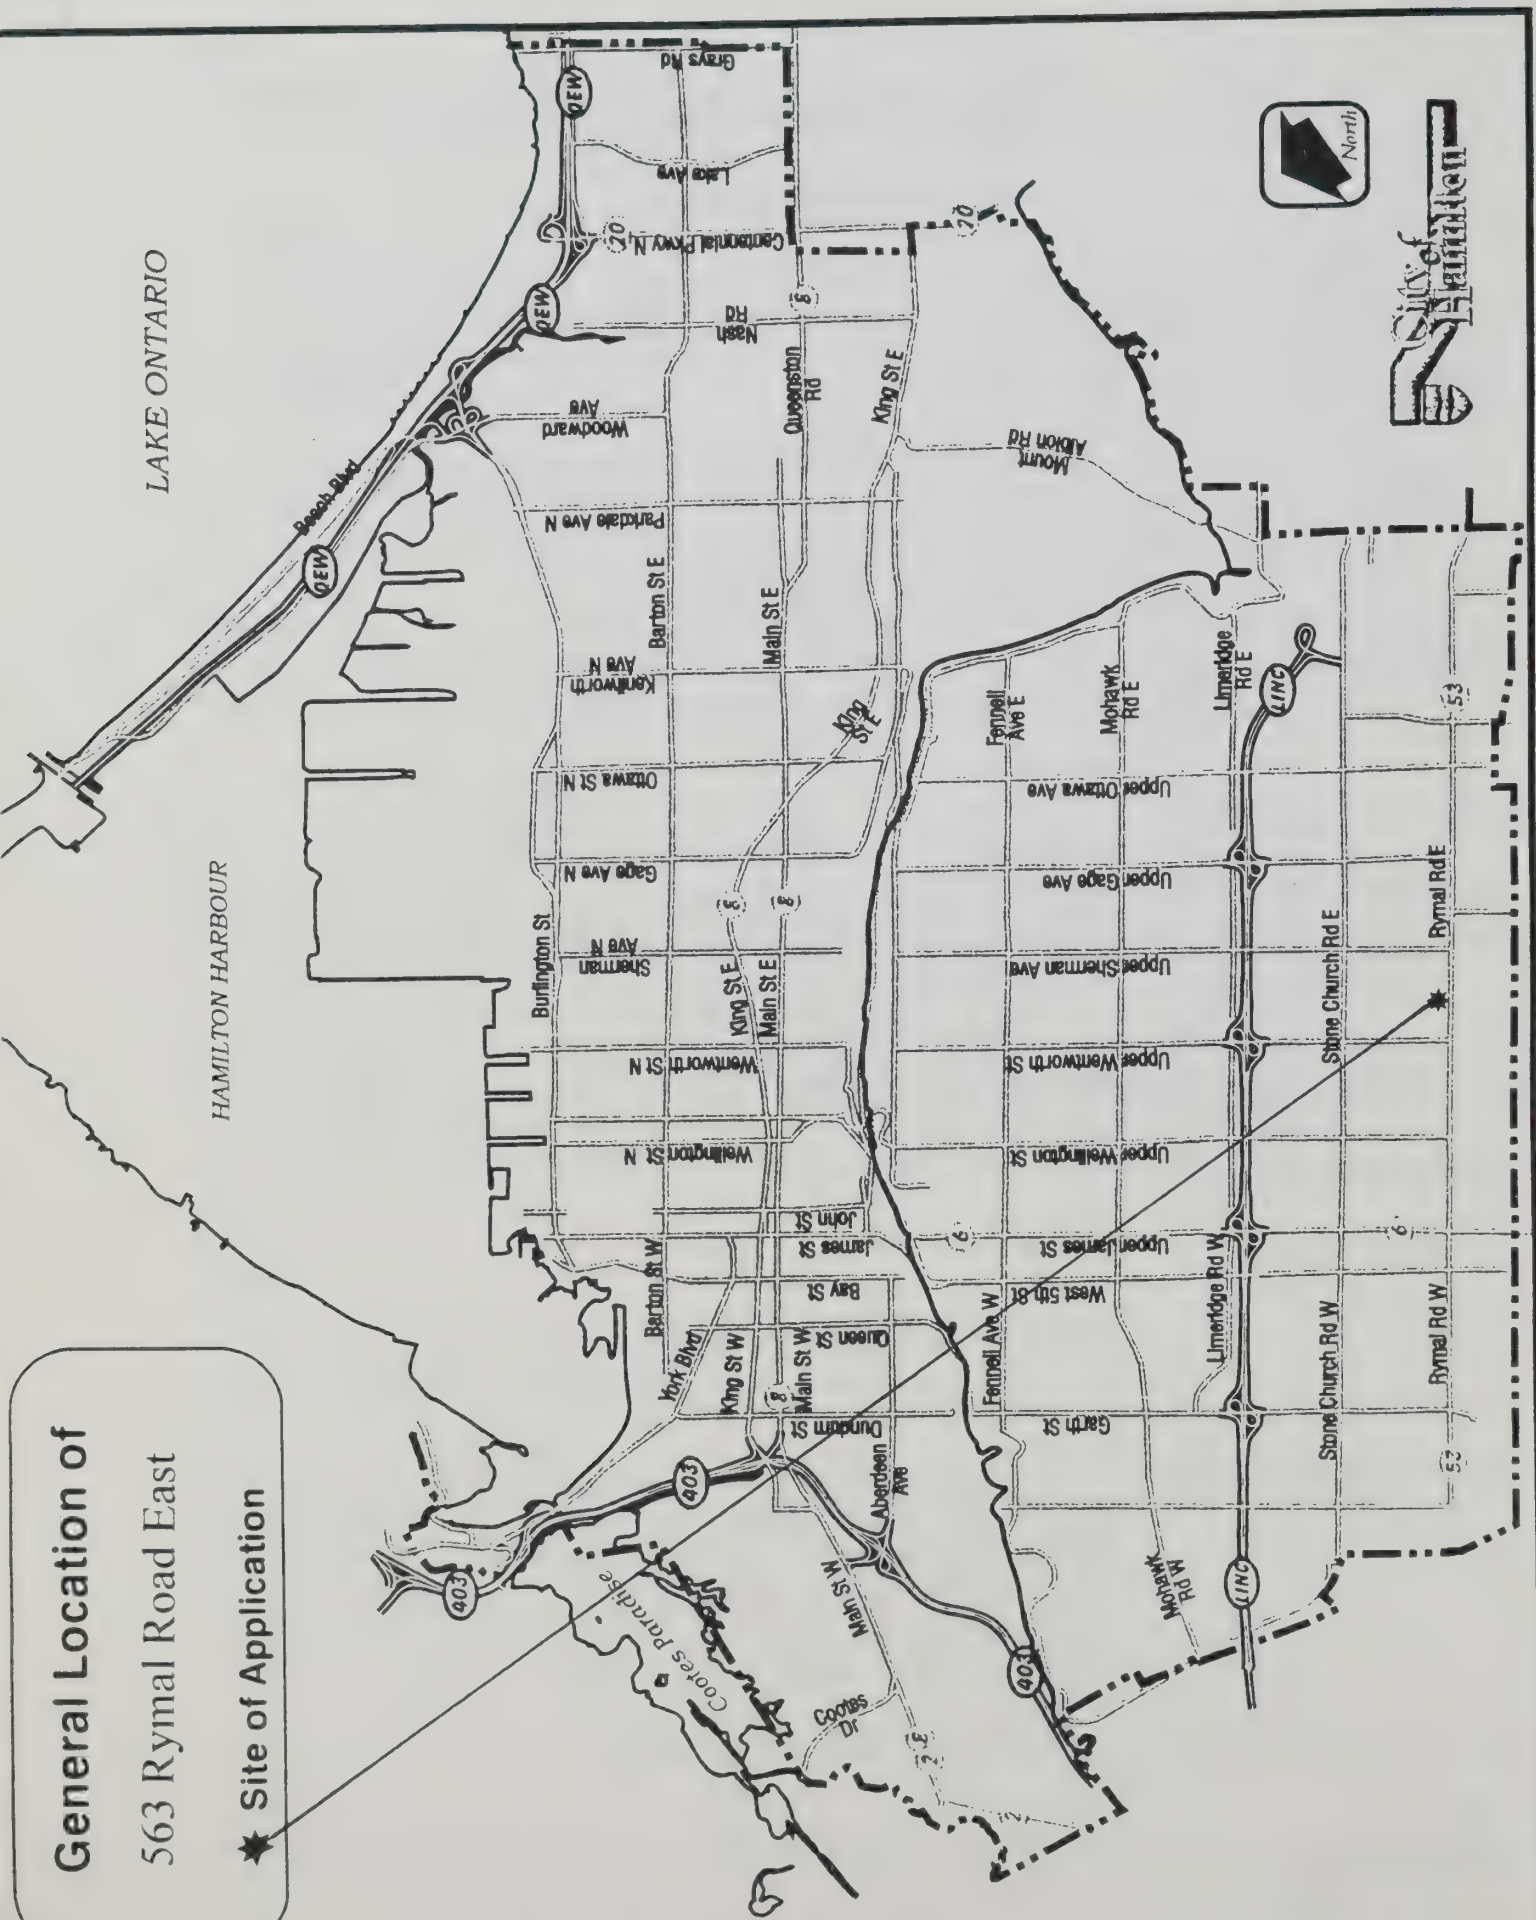 General Location of
563 Rymal Road East
Site of Application
LAKE ONTARIO
HAMILTON HARBOUR
Beach Blvd
QEW
QEW
QEW
Grays Rd
Lake Ave
Centennial Pkwy N
20
20
Nash
Rd
Woodward
Ave
Queenston
Rd
8
King St E
Mount
Albion Rd
Parkdale Ave N
Barton St E
Main St E
Kenilworth
Ave N
King
St E
Ottawa St N
Gage Ave N
8
8
Sherman
Ave N
Burlington St
King St E
Main St E
Wentworth St N
Wellington St N
John St
James St
Bay St
Queen St
Barton St W
York Blvd
King St W
Main St W
8
Dundurn St
Aberdeen
Ave
403
403
403
Cootes Paradise
Main St W
Cootes
Dr
Fennell
Ave E
Mohawk
Rd E
Limeridge
Rd E
LINC
53
Upper Ottawa Ave
Upper Gage Ave
Upper Sherman Ave
Upper Wentworth St
Upper Wellington St
Upper James St
6
6
West 5th St
Fennell Ave W
Garth St
Limeridge Rd W
Mohawk
Rd W
LINC
Stone Church Rd E
Stone Church Rd W
Rymal Rd E
Rymal Rd W
53
North
City of
Hamilton